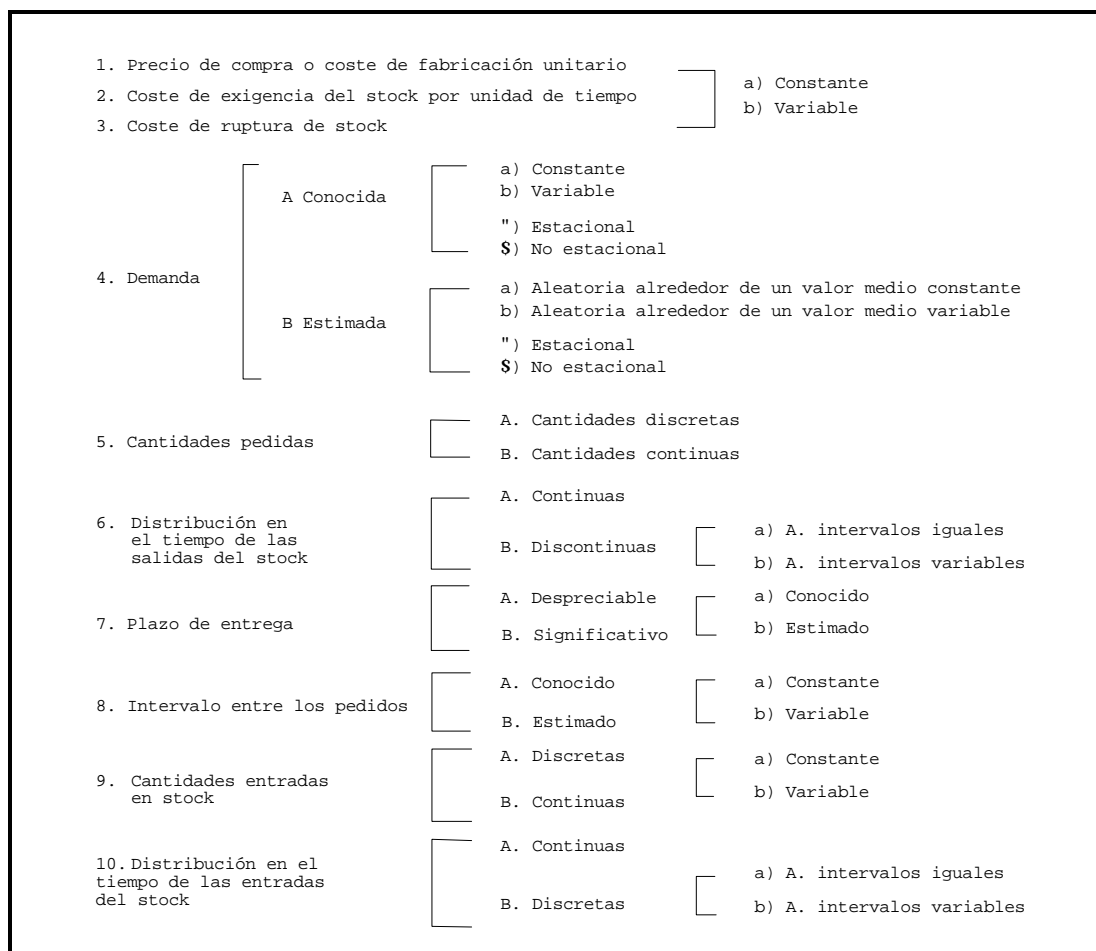 1. Precio de compra o coste de fabricación unitario
2. Coste de exigencia del stock por unidad de tiempo
3. Coste de ruptura de stock
a) Constante
b) Variable
4. Demanda
A Conocida
a) Constante
b) Variable
") Estacional
$) No estacional
B Estimada
a) Aleatoria alrededor de un valor medio constante
b) Aleatoria alrededor de un valor medio variable
") Estacional
$) No estacional
5. Cantidades pedidas
A. Cantidades discretas
B. Cantidades continuas
6. Distribución en
el tiempo de las
salidas del stock
A. Continuas
B. Discontinuas
a) A. intervalos iguales
b) A. intervalos variables
7. Plazo de entrega
A. Despreciable
B. Significativo
a) Conocido
b) Estimado
8. Intervalo entre los pedidos
A. Conocido
B. Estimado
a) Constante
b) Variable
9. Cantidades entradas
en stock
A. Discretas
B. Continuas
a) Constante
b) Variable
10. Distribución en el
tiempo de las entradas
del stock
A. Continuas
B. Discretas
a) A. intervalos iguales
b) A. intervalos variables